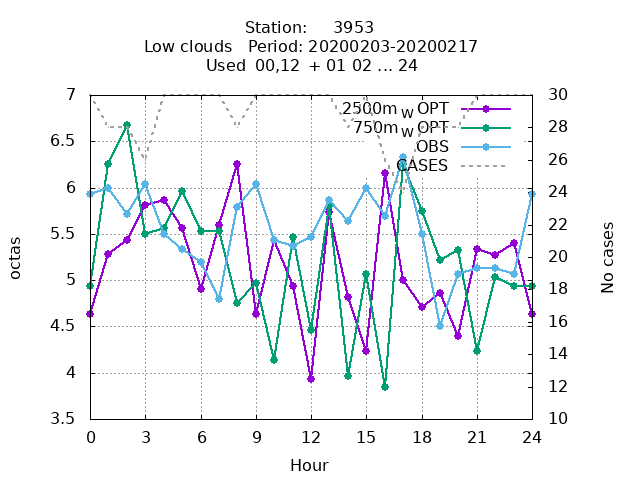 Station: 3953
Low clouds Period: 20200203-20200217
Used 00,12 + 01 02 ... 24
7 30
2500m w OPT
750m w OPT 28
6.5
OBS
CASES 26
6 24
5.5 22
20
5 18
4.5 16
14
4 12
3.5 10
octas
No cases
0 3 6 9 12 15 18 21 24
Hour